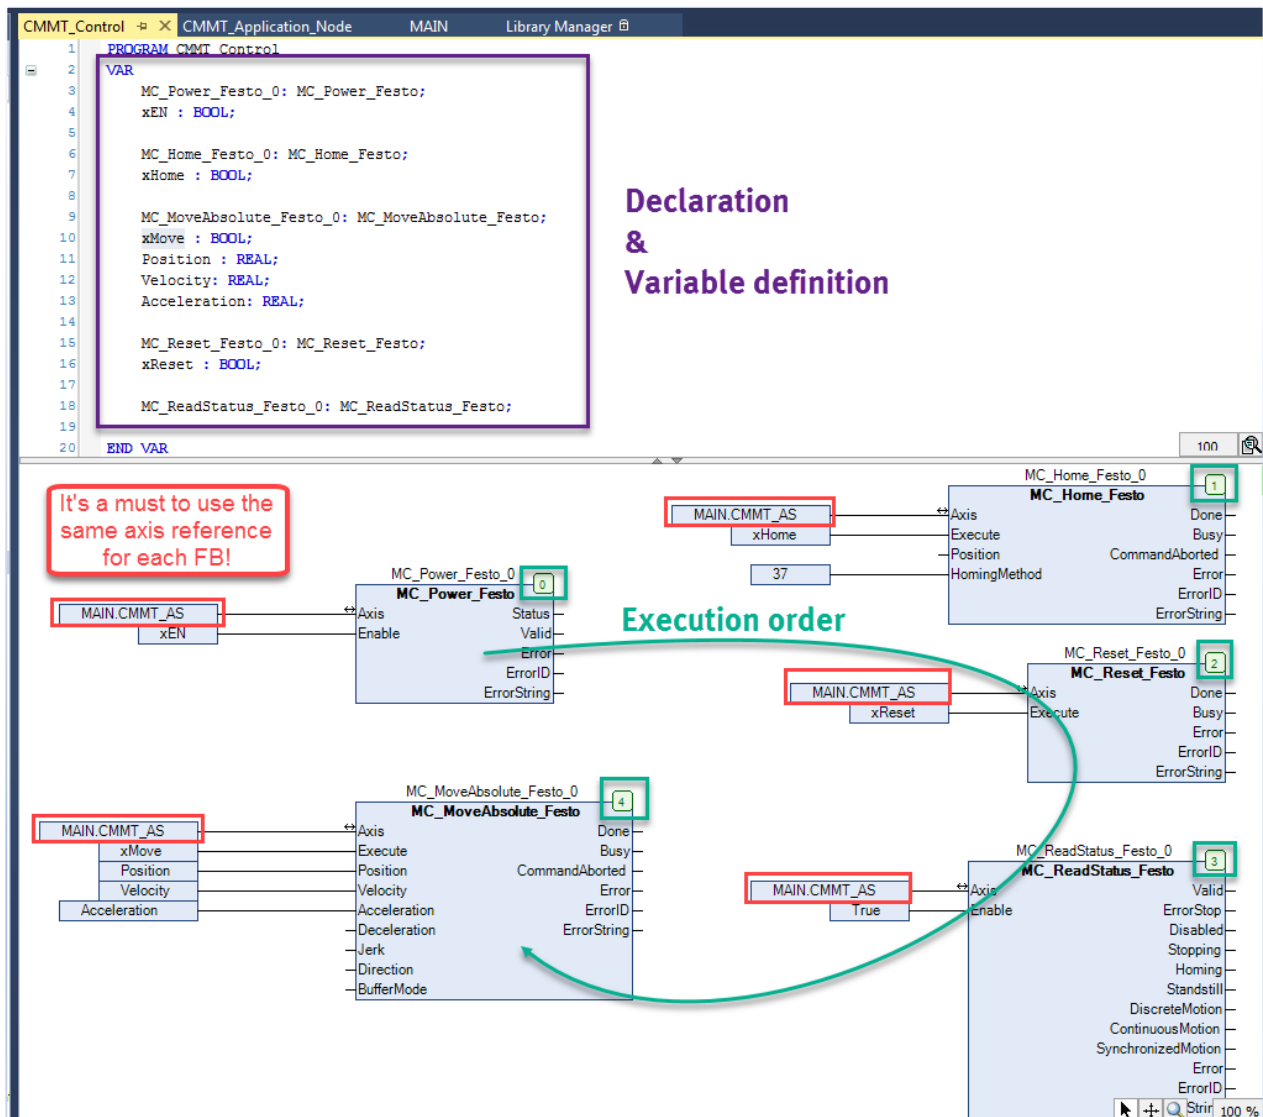 CMMT_Control
CMMT_Application_Node
MAIN
Library Manager
1 PROGRAM CMMT_Control
2 VAR
3 MC_Power_Festo_0: MC_Power_Festo;
4 xEN : BOOL;
5
6 MC_Home_Festo_0: MC_Home_Festo;
7 xHome : BOOL;
8
9 MC_MoveAbsolute_Festo_0: MC_MoveAbsolute_Festo;
10 xMove : BOOL;
11 Position : REAL;
12 Velocity: REAL;
13 Acceleration: REAL;
14
15 MC_Reset_Festo_0: MC_Reset_Festo;
16 xReset : BOOL;
17
18 MC_ReadStatus_Festo_0: MC_ReadStatus_Festo;
19
20 END_VAR
Declaration
&
Variable definition
100
It's a must to use the
same axis reference
for each FB!
MC_Home_Festo_0
1
MC_Home_Festo
MAIN.CMMT_AS
Axis
Done
xHome
Execute
Busy
Position
CommandAborted
37
HomingMethod
Error
ErrorID
ErrorString
MC_Power_Festo_0
0
MC_Power_Festo
MAIN.CMMT_AS
Axis
Status
xEN
Enable
Valid
Error
ErrorID
ErrorString
Execution order
MC_Reset_Festo_0
2
MC_Reset_Festo
MAIN.CMMT_AS
Axis
Done
xReset
Execute
Busy
Error
ErrorID
ErrorString
MC_MoveAbsolute_Festo_0
4
MC_MoveAbsolute_Festo
MAIN.CMMT_AS
Axis
Done
xMove
Execute
Busy
Position
Position
CommandAborted
Velocity
Velocity
Error
Acceleration
Acceleration
ErrorID
Deceleration
ErrorString
Jerk
Direction
BufferMode
MC_ReadStatus_Festo_0
3
MC_ReadStatus_Festo
MAIN.CMMT_AS
Axis
Valid
True
Enable
ErrorStop
Disabled
Stopping
Homing
Standstill
DiscreteMotion
ContinuousMotion
SynchronizedMotion
Error
ErrorID
100 %